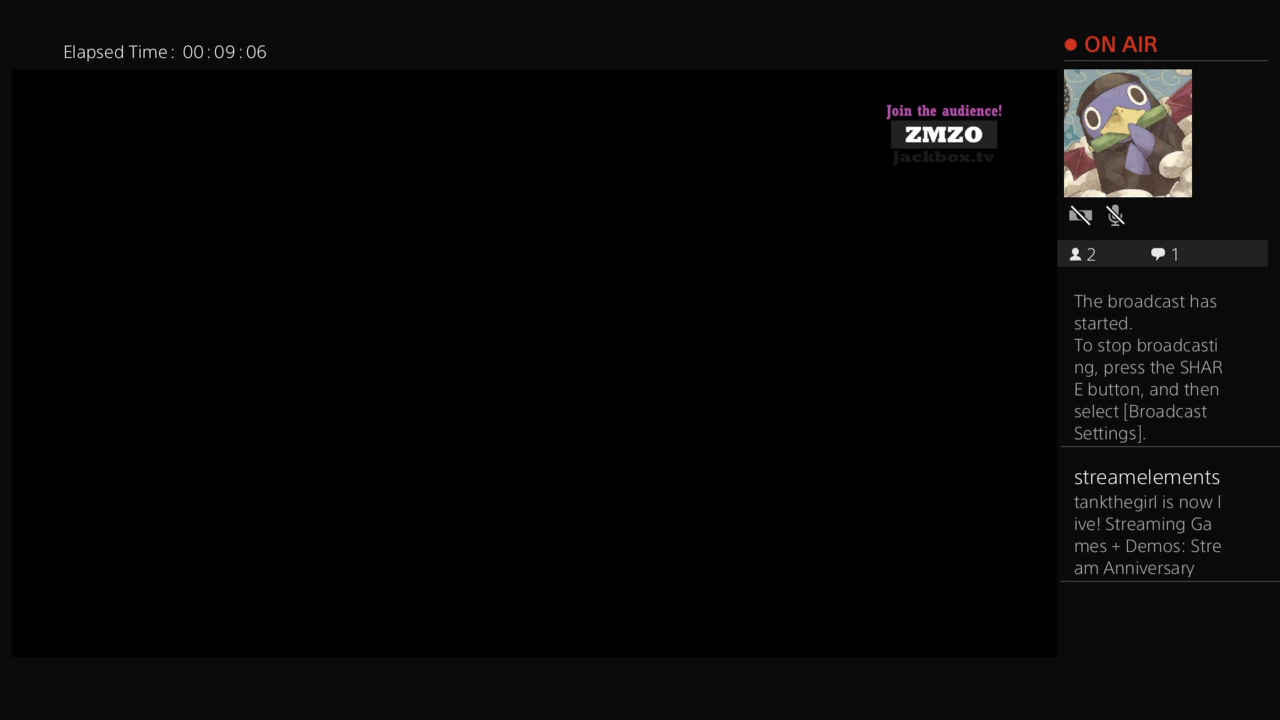 Elapsed Time: 00:09:06
ON AIR
Join the audience!
ZMZO
jackbox.tv
2
1
The broadcast has
started.
To stop broadcasti
ng, press the SHAR
E button, and then
select [Broadcast
Settings].
streamelements
tankthegirl is now l
ive! Streaming Ga
mes + Demos: Stre
am Anniversary